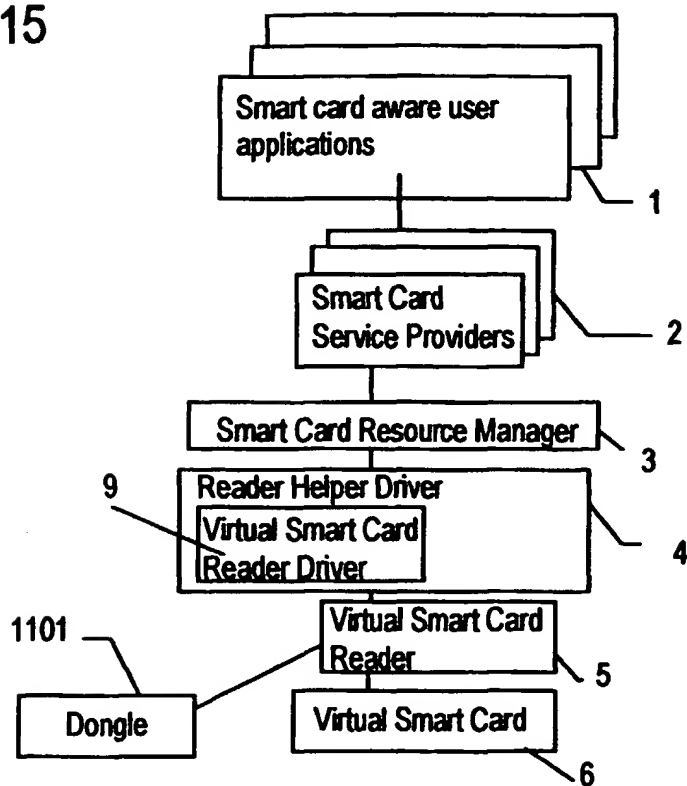 15
Smart card aware user
applications
1
Smart Card
Service Providers
2
Smart Card Resource Manager
3
9
Reader Helper Driver
Virtual Smart Card
Reader Driver
4
1101
Virtual Smart Card
Reader
5
Dongle
Virtual Smart Card
6